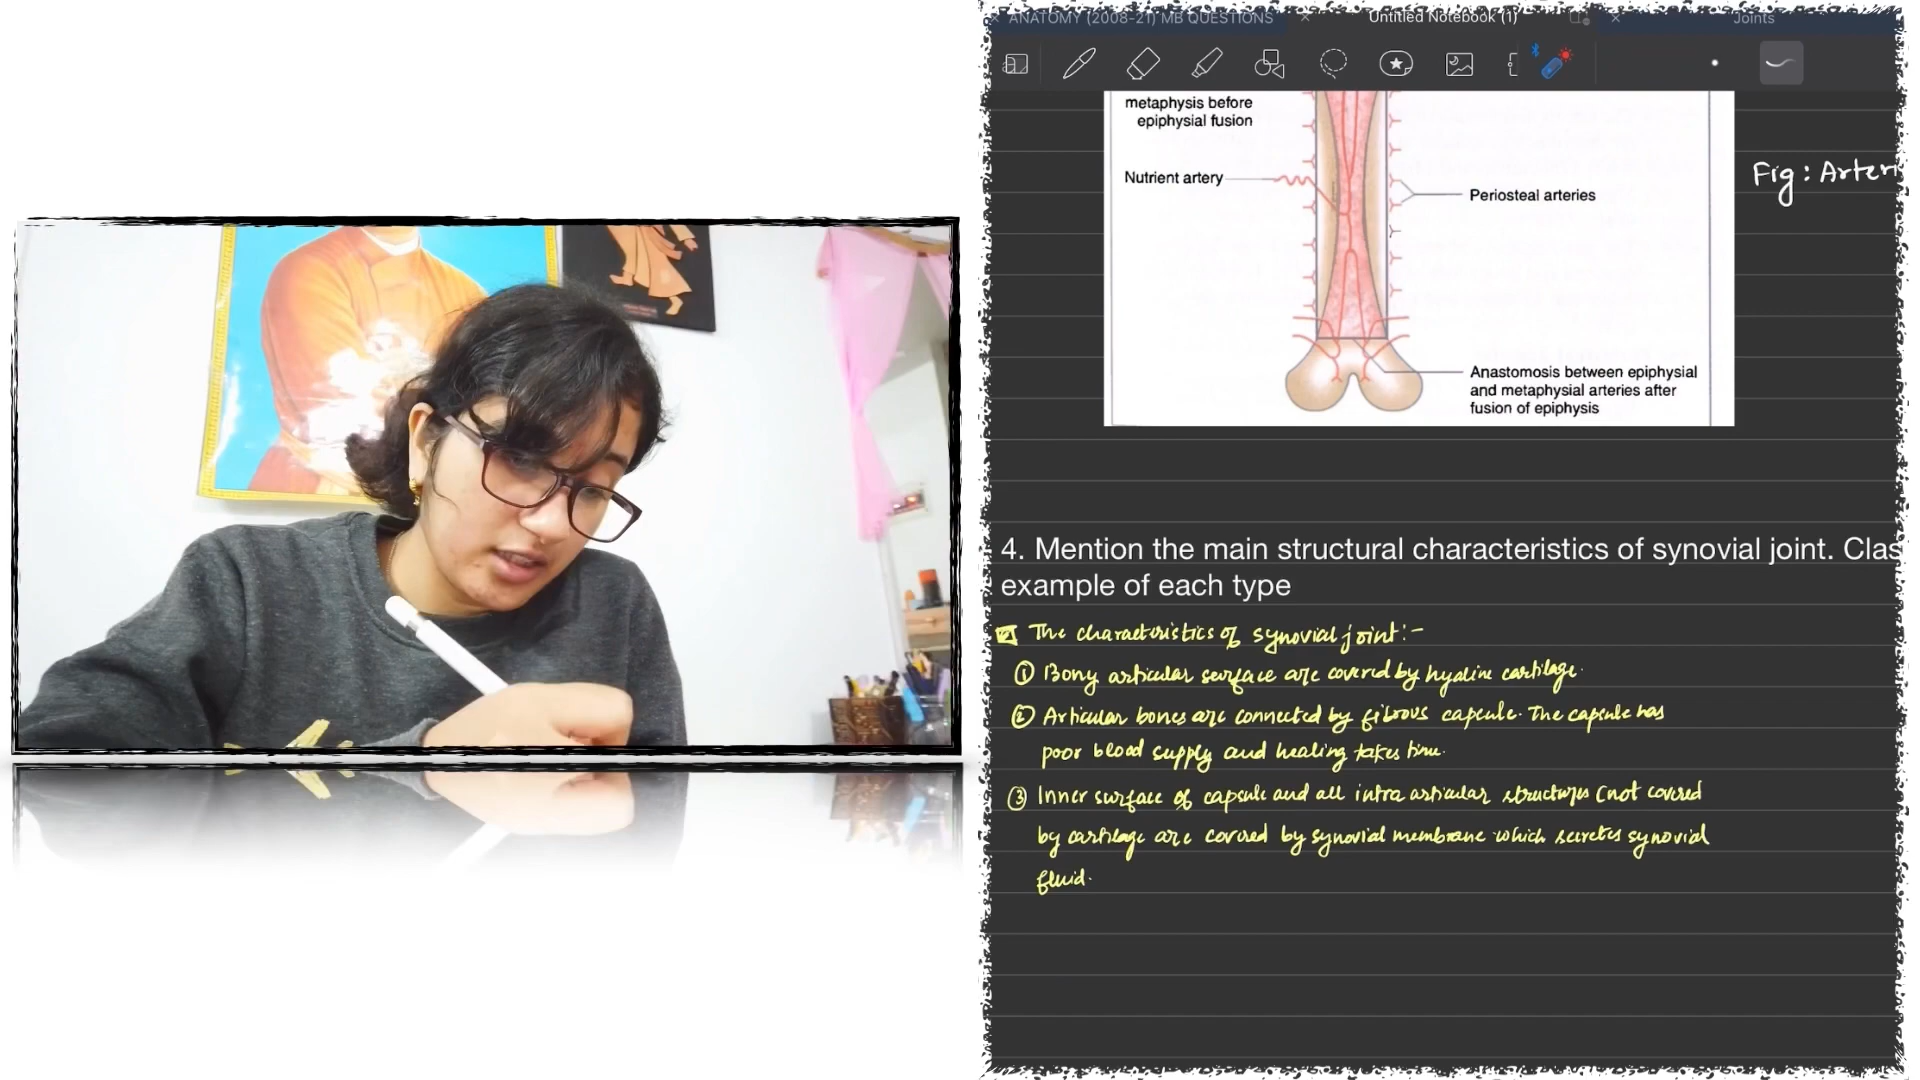 ANATOMY (2008-21) MB QUESTIONS
Untitled Notebook (1)
Joints
metaphysis before
epiphysial fusion
Nutrient artery
Periosteal arteries
Fig : Arter
Anastomosis between epiphysial
and metaphysial arteries after
fusion of epiphysis
4. Mention the main structural characteristics of synovial joint. Clas
example of each type
The characteristics of synovial joint :-
① Bony articular surface are covered by hyaline cartilage.
② Articular bones are connected by fibrous capsule. The capsule has
poor blood supply and healing takes time.
③ Inner surface of capsule and all intra articular structures (not covered
by cartilage are covered by synovial membrane which secretes synovial
fluid.